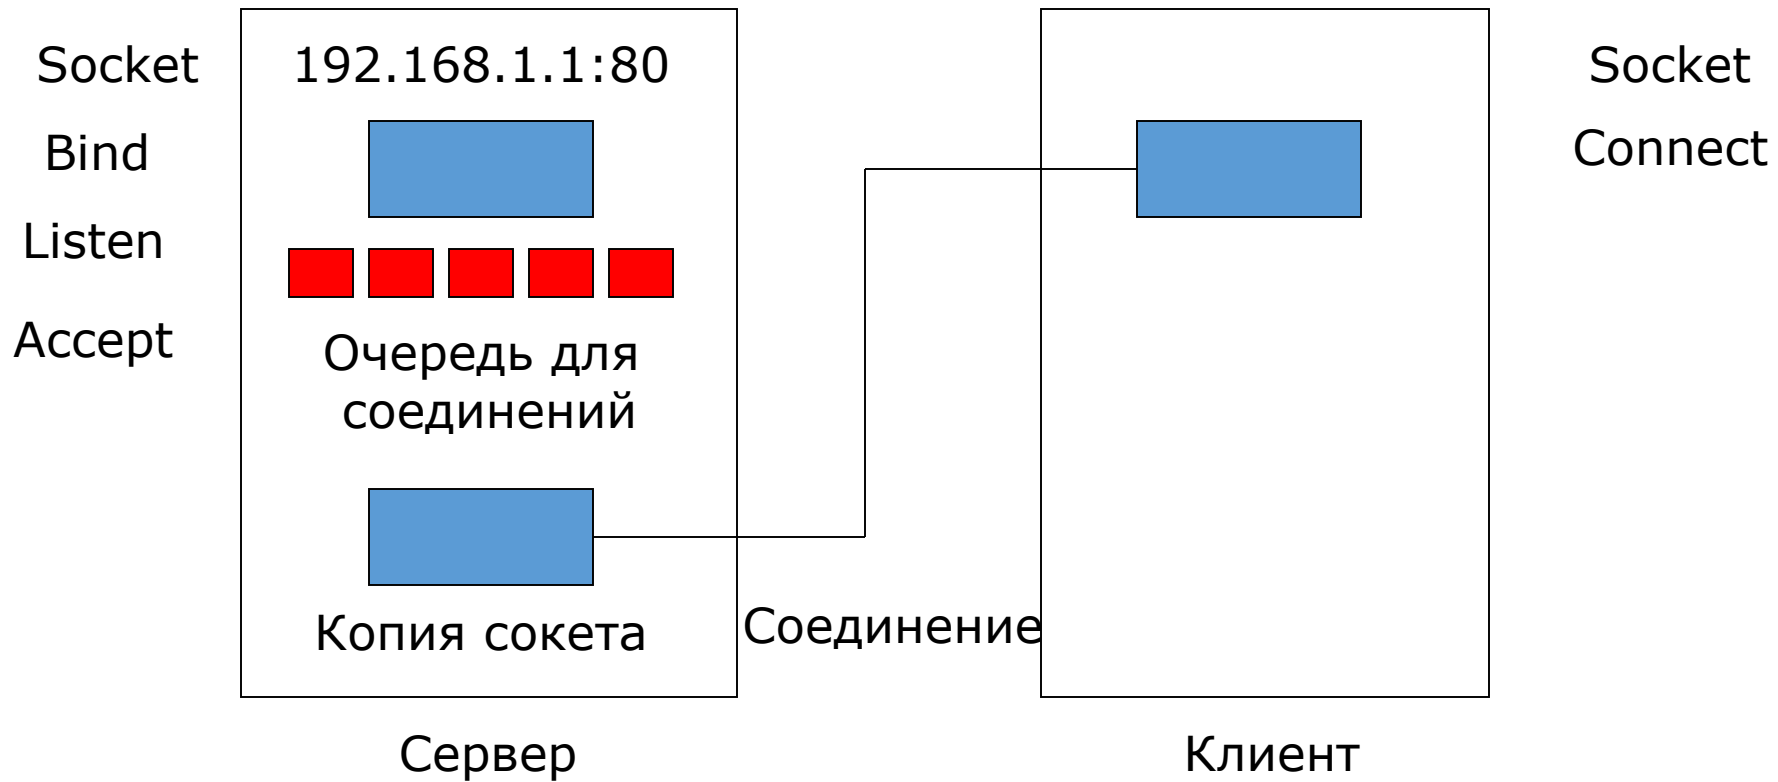 Socket
Bind
Listen
Accept
192.168.1.1:80
Очередь для
соединений
Копия сокета
Сервер
Соединение
Socket
Connect
Клиент